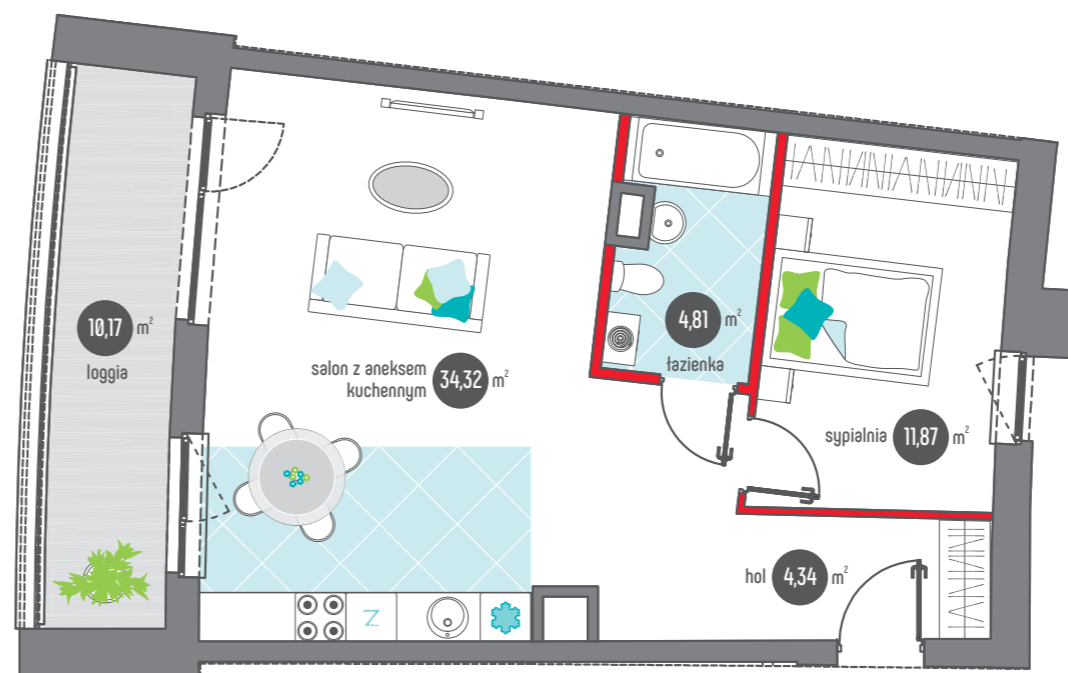 10,17 m²
loggia
salon z aneksem
kuchennym 34,32 m²
4,81 m²
łazienka
sypialnia 11,87 m²
hol 4,34 m²
Z